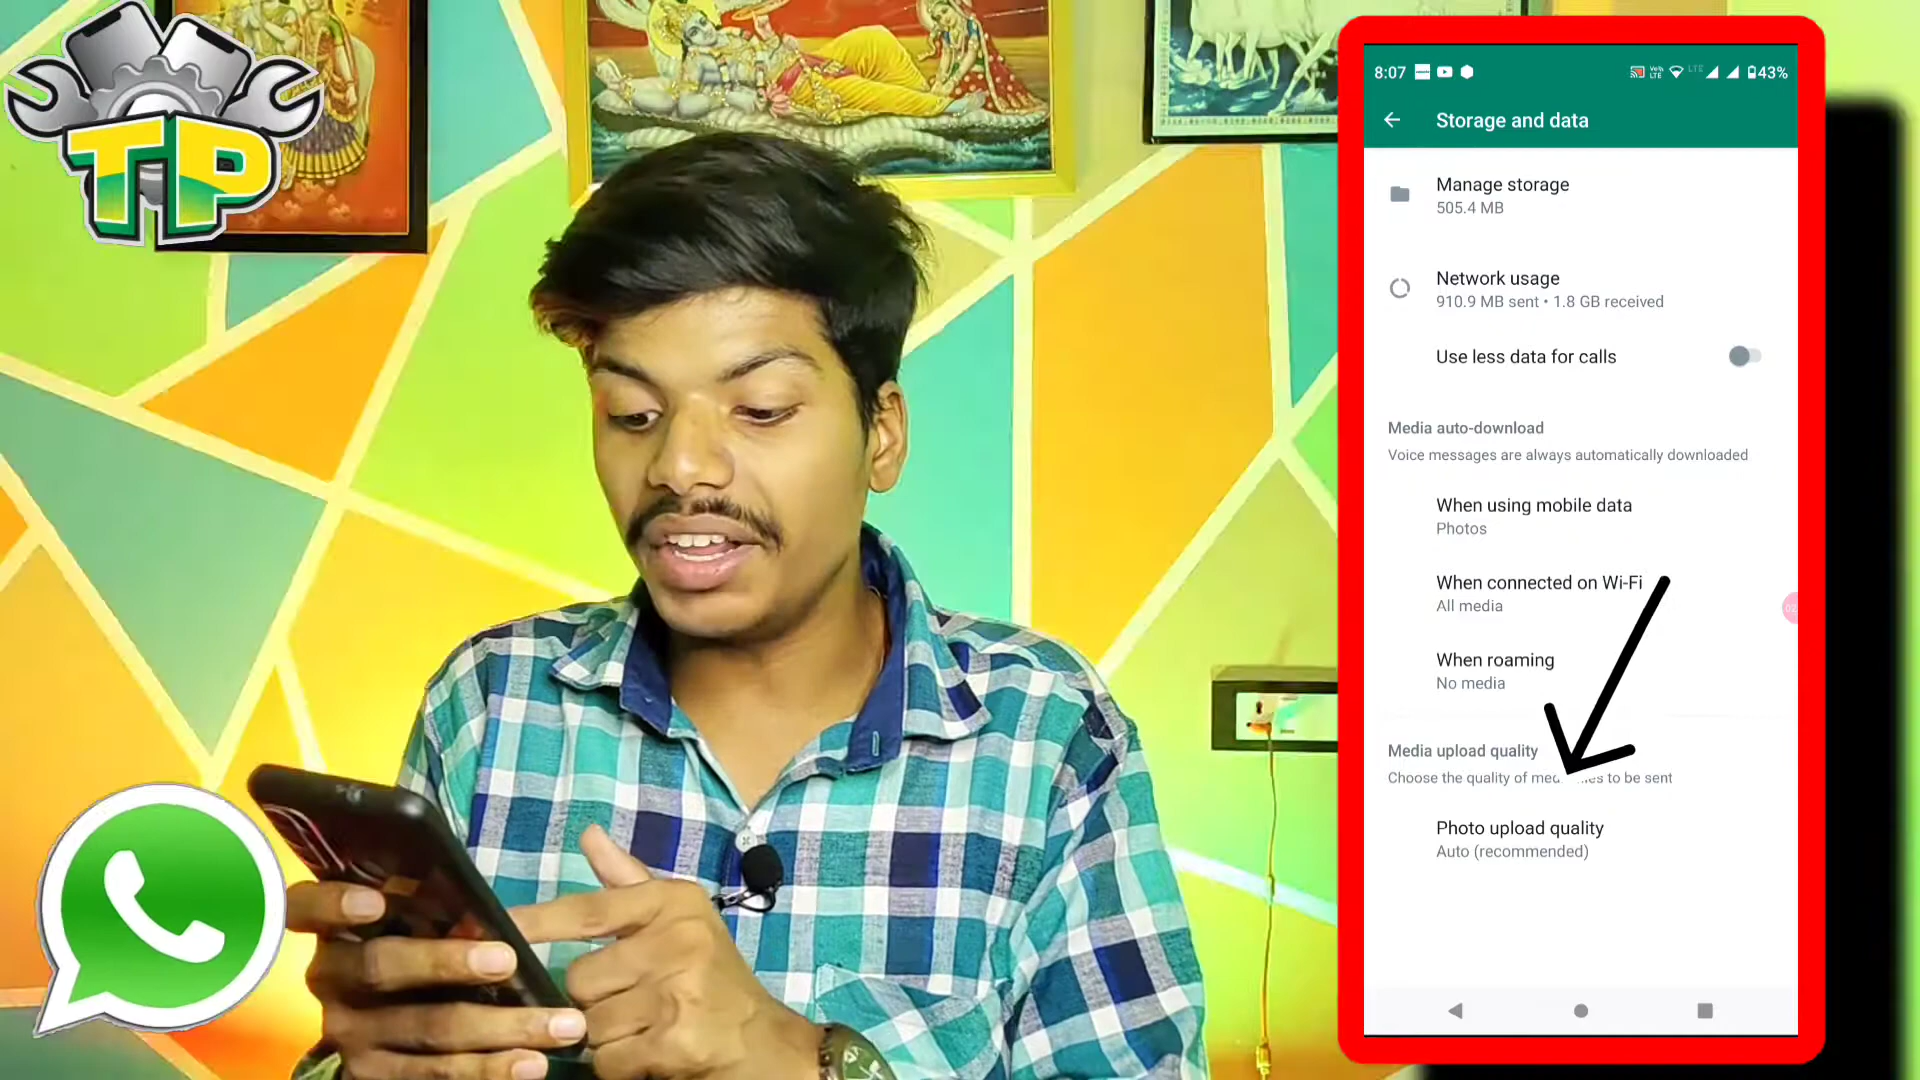 TP
8:07
LTE 43%
Storage and data
Manage storage
505.4 MB
Network usage
910.9 MB sent • 1.8 GB received
Use less data for calls
Media auto-download
Voice messages are always automatically downloaded
When using mobile data
Photos
When connected on Wi-Fi
All media
When roaming
No media
Media upload quality
Choose the quality of to be sent
Photo upload quality
Auto (recommended)